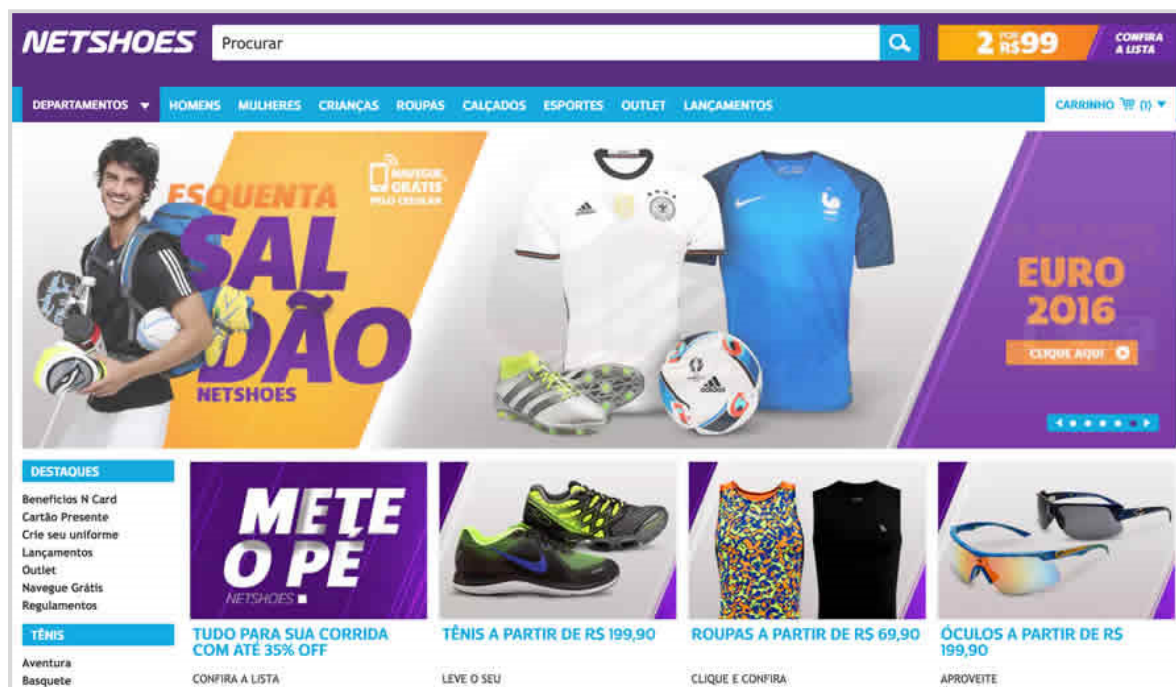 NETSHOES
Procurar
2 POR R$99
CONFIRA
A LISTA
DEPARTAMENTOS HOMENS MULHERES CRIANÇAS ROUPAS CALÇADOS ESPORTES OUTLET LANÇAMENTOS
CARRINHO (1)
ESQUENTA
SAL
DÃO
NETSHOES
NAVEGUE
GRÁTIS
PELO CELULAR
adidas
EURO
2016
CLIQUE AQUI
DESTAQUES
Benefícios N Card
Cartão Presente
Crie seu uniforme
Lançamentos
Outlet
Navegue Grátis
Regulamentos
TÊNIS
Aventura
Basquete
METE
O PÉ
NETSHOES
TUDO PARA SUA CORRIDA
COM ATÉ 35% OFF
CONFIRA A LISTA
TÊNIS A PARTIR DE R$ 199,90
LEVE O SEU
ROUPAS A PARTIR DE R$ 69,90
CLIQUE E CONFIRA
ÓCULOS A PARTIR DE R$
199,90
APROVEITE